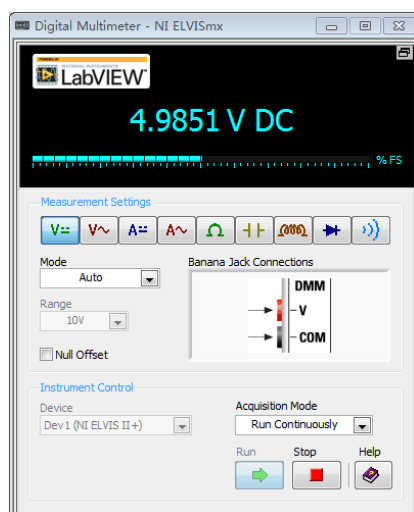 Digital Multimeter - NI ELVISmx
LabVIEW
4.9851 V DC
% FS
Measurement Settings
V V A A Ω
Mode
Banana Jack Connections
Auto
DMM
V
COM
Range
10V
Null Offset
Instrument Control
Device
Acquisition Mode
Dev1 (NI ELVIS II+)
Run Continuously
Run Stop Help